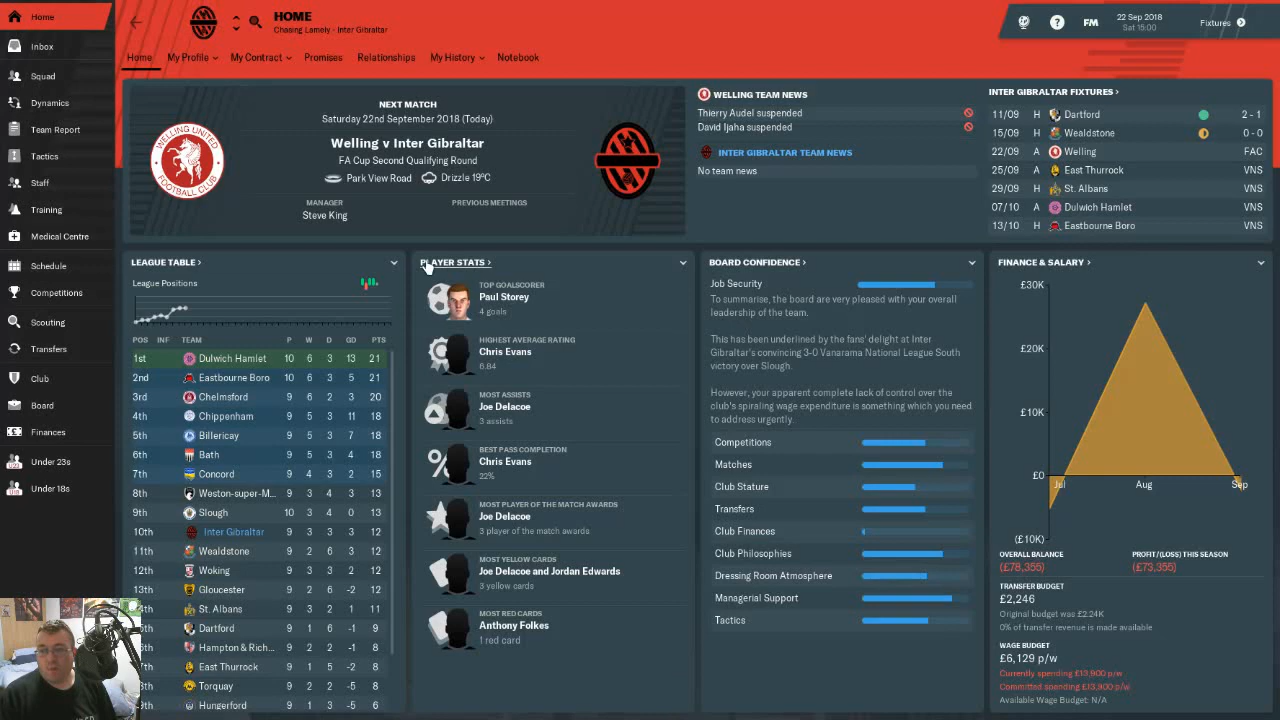 Home
HOME
Chasing Lamely - Inter Gibraltar
22 Sep 2018
Sat 15:00
FM
Fixtures
Inbox
Squad
Dynamics
Team Report
Tactics
Staff
Training
Medical Centre
Schedule
Competitions
Scouting
Transfers
Club
Board
Finances
Under 23s
Under 18s
Home
My Profile
My Contract
Promises
Relationships
My History
Notebook
NEXT MATCH
Saturday 22nd September 2018 (Today)
Welling v Inter Gibraltar
FA Cup Second Qualifying Round
Park View Road
Drizzle 19ºC
MANAGER
Steve King
PREVIOUS MEETINGS
WELLING UNITED
FOOTBALL CLUB
WELLING TEAM NEWS
Thierry Audel suspended
David Ijaha suspended
INTER GIBRALTAR TEAM NEWS
No team news
INTER GIBRALTAR FIXTURES >
11/09 H Dartford 2 - 1
15/09 H Wealdstone 0 - 0
22/09 A Welling FAC
25/09 A East Thurrock VNS
29/09 H St. Albans VNS
07/10 A Dulwich Hamlet VNS
13/10 H Eastbourne Boro VNS
LEAGUE TABLE >
League Positions
POS INF TEAM P W D GD PTS
1st Dulwich Hamlet 10 6 3 13 21
2nd Eastbourne Boro 10 6 3 5 21
3rd Chelmsford 9 6 2 3 20
4th Chippenham 9 5 3 11 18
5th Billericay 9 5 3 7 18
6th Bath 9 5 3 4 18
7th Concord 9 4 3 2 15
8th Weston-super-M... 9 3 4 3 13
9th Slough 10 3 4 0 13
10th Inter Gibraltar 9 3 3 3 12
11th Wealdstone 9 2 6 3 12
12th Woking 9 3 3 2 12
13th Gloucester 9 2 6 -2 12
4th St. Albans 9 3 2 1 11
5th Dartford 9 1 6 -1 9
6th Hampton & Rich... 9 2 2 -1 8
7th East Thurrock 9 1 5 -2 8
8th Torquay 9 2 2 -5 8
9th Hungerford 9 1 3 -5 6
PLAYER STATS >
TOP GOALSCORER
Paul Storey
4 goals
HIGHEST AVERAGE RATING
Chris Evans
6.84
MOST ASSISTS
Joe Delacoe
3 assists
BEST PASS COMPLETION
Chris Evans
22%
MOST PLAYER OF THE MATCH AWARDS
Joe Delacoe
3 player of the match awards
MOST YELLOW CARDS
Joe Delacoe and Jordan Edwards
3 yellow cards
MOST RED CARDS
Anthony Folkes
1 red card
BOARD CONFIDENCE >
Job Security
To summarise, the board are very pleased with your overall
leadership of the team.
This has been underlined by the fans' delight at Inter
Gibraltar's convincing 3-0 Vanarama National League South
victory over Slough.
However, your apparent complete lack of control over the
club's spiraling wage expenditure is something which you
need to address urgently.
Competitions
Matches
Club Stature
Transfers
Club Finances
Club Philosophies
Dressing Room Atmosphere
Managerial Support
Tactics
FINANCE & SALARY >
£30K
£20K
£10K
£0
(£10K)
Jul Aug Sep
OVERALL BALANCE
(£78,355)
PROFIT/(LOSS) THIS SEASON
(£73,355)
TRANSFER BUDGET
£2,246
Original budget was £2.24K
0% of transfer revenue is made available
WAGE BUDGET
£6,129 p/w
Currently spending £13,900 p/w
Committed spending £13,900 p/w
Available Wage Budget: N/A